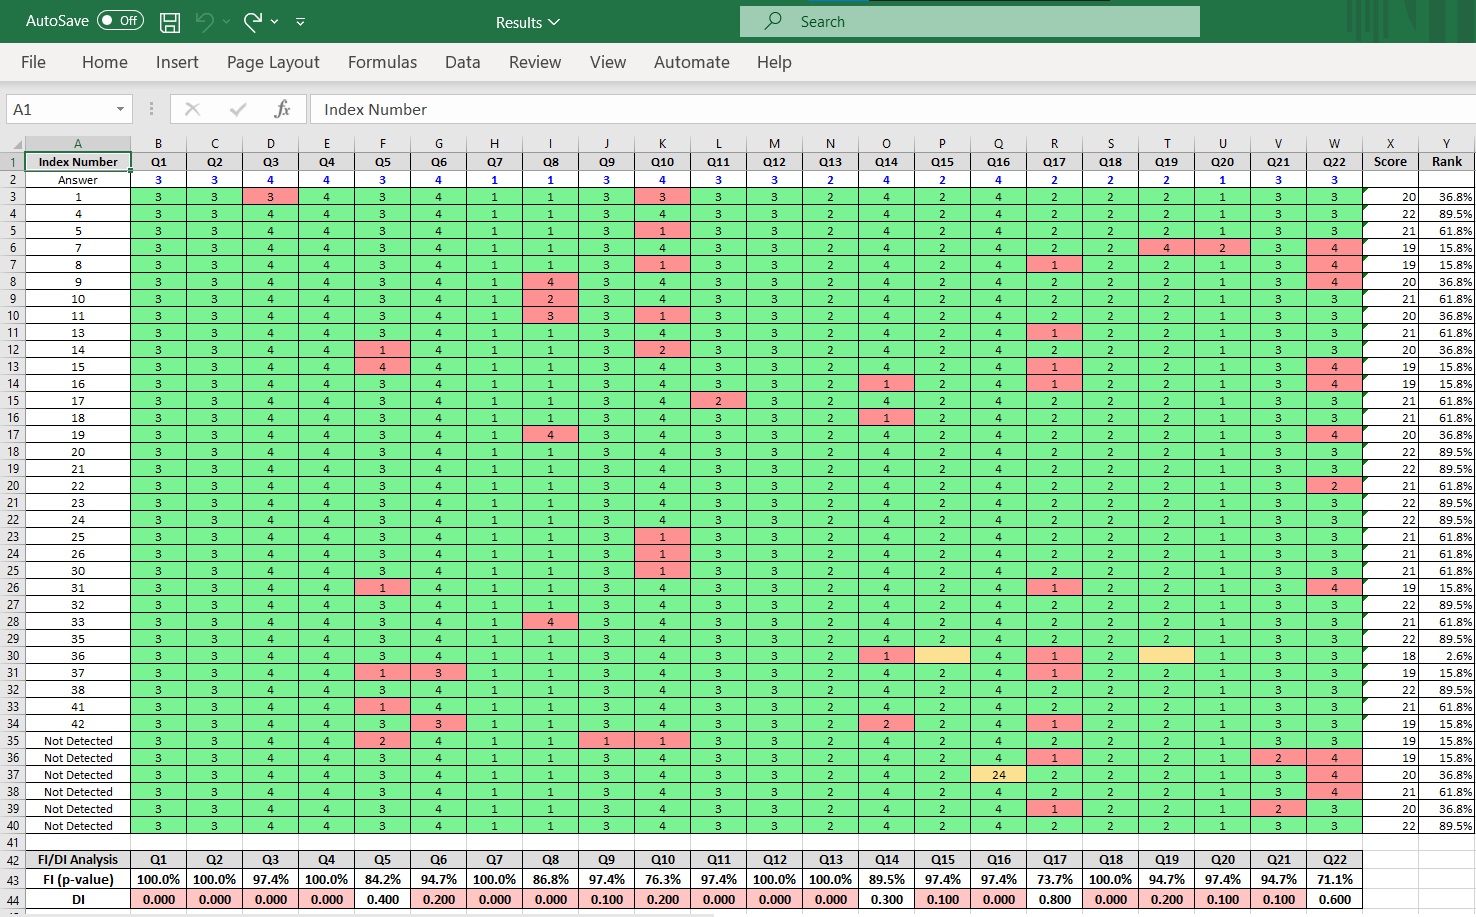 AutoSave Off Results Search
File Home Insert Page Layout Formulas Data Review View Automate Help
A1 fx Index Number
A B C D E F G H I J K L M N O P Q R S T U V W X Y
1 Index Number Q1 Q2 Q3 Q4 Q5 Q6 Q7 Q8 Q9 Q10 Q11 Q12 Q13 Q14 Q15 Q16 Q17 Q18 Q19 Q20 Q21 Q22 Score Rank
2 Answer 3 3 4 4 3 4 1 1 3 4 3 3 2 4 2 4 2 2 2 1 3 3
3 1 3 3 3 4 3 4 1 1 3 3 3 3 2 4 2 4 2 2 2 1 3 3 20 36.8%
4 4 3 3 4 4 3 4 1 1 3 4 3 3 2 4 2 4 2 2 2 1 3 3 22 89.5%
5 5 3 3 4 4 3 4 1 1 3 1 3 3 2 4 2 4 2 2 2 1 3 3 21 61.8%
6 7 3 3 4 4 3 4 1 1 3 4 3 3 2 4 2 4 2 2 4 2 3 4 19 15.8%
7 8 3 3 4 4 3 4 1 1 3 1 3 3 2 4 2 4 1 2 2 1 3 4 19 15.8%
8 9 3 3 4 4 3 4 1 4 3 4 3 3 2 4 2 4 2 2 2 1 3 4 20 36.8%
9 10 3 3 4 4 3 4 1 2 3 4 3 3 2 4 2 4 2 2 2 1 3 3 21 61.8%
10 11 3 3 4 4 3 4 1 3 3 1 3 3 2 4 2 4 2 2 2 1 3 3 20 36.8%
11 13 3 3 4 4 3 4 1 1 3 4 3 3 2 4 2 4 1 2 2 1 3 3 21 61.8%
12 14 3 3 4 4 1 4 1 1 3 2 3 3 2 4 2 4 2 2 2 1 3 3 20 36.8%
13 15 3 3 4 4 4 4 1 1 3 4 3 3 2 4 2 4 1 2 2 1 3 4 19 15.8%
14 16 3 3 4 4 3 4 1 1 3 4 3 3 2 1 2 4 1 2 2 1 3 4 19 15.8%
15 17 3 3 4 4 3 4 1 1 3 4 2 3 2 4 2 4 2 2 2 1 3 3 21 61.8%
16 18 3 3 4 4 3 4 1 1 3 4 3 3 2 1 2 4 2 2 2 1 3 3 21 61.8%
17 19 3 3 4 4 3 4 1 4 3 4 3 3 2 4 2 4 2 2 2 1 3 4 20 36.8%
18 20 3 3 4 4 3 4 1 1 3 4 3 3 2 4 2 4 2 2 2 1 3 3 22 89.5%
19 21 3 3 4 4 3 4 1 1 3 4 3 3 2 4 2 4 2 2 2 1 3 3 22 89.5%
20 22 3 3 4 4 3 4 1 1 3 4 3 3 2 4 2 4 2 2 2 1 3 2 21 61.8%
21 23 3 3 4 4 3 4 1 1 3 4 3 3 2 4 2 4 2 2 2 1 3 3 22 89.5%
22 24 3 3 4 4 3 4 1 1 3 4 3 3 2 4 2 4 2 2 2 1 3 3 22 89.5%
23 25 3 3 4 4 3 4 1 1 3 1 3 3 2 4 2 4 2 2 2 1 3 3 21 61.8%
24 26 3 3 4 4 3 4 1 1 3 1 3 3 2 4 2 4 2 2 2 1 3 3 21 61.8%
25 30 3 3 4 4 3 4 1 1 3 1 3 3 2 4 2 4 2 2 2 1 3 3 21 61.8%
26 31 3 3 4 4 1 4 1 1 3 4 3 3 2 4 2 4 1 2 2 1 3 4 19 15.8%
27 32 3 3 4 4 3 4 1 1 3 4 3 3 2 4 2 4 2 2 2 1 3 3 22 89.5%
28 33 3 3 4 4 3 4 1 4 3 4 3 3 2 4 2 4 2 2 2 1 3 3 21 61.8%
29 35 3 3 4 4 3 4 1 1 3 4 3 3 2 4 2 4 2 2 2 1 3 3 22 89.5%
30 36 3 3 4 4 3 4 1 1 3 4 3 3 2 1 4 1 2 1 3 3 18 2.6%
31 37 3 3 4 4 1 3 1 1 3 4 3 3 2 4 2 4 1 2 2 1 3 3 19 15.8%
32 38 3 3 4 4 3 4 1 1 3 4 3 3 2 4 2 4 2 2 2 1 3 3 22 89.5%
33 41 3 3 4 4 1 4 1 1 3 4 3 3 2 4 2 4 2 2 2 1 3 3 21 61.8%
34 42 3 3 4 4 3 3 1 1 3 4 3 3 2 2 2 4 1 2 2 1 3 3 19 15.8%
35 Not Detected 3 3 4 4 2 4 1 1 1 1 3 3 2 4 2 4 2 2 2 1 3 3 19 15.8%
36 Not Detected 3 3 4 4 3 4 1 1 3 4 3 3 2 4 2 4 1 2 2 1 2 4 19 15.8%
37 Not Detected 3 3 4 4 3 4 1 1 3 4 3 3 2 4 2 24 2 2 2 1 3 4 20 36.8%
38 Not Detected 3 3 4 4 3 4 1 1 3 4 3 3 2 4 2 4 2 2 2 1 3 4 21 61.8%
39 Not Detected 3 3 4 4 3 4 1 1 3 4 3 3 2 4 2 4 1 2 2 1 2 3 20 36.8%
40 Not Detected 3 3 4 4 3 4 1 1 3 4 3 3 2 4 2 4 2 2 2 1 3 3 22 89.5%
41
42 FI/DI Analysis Q1 Q2 Q3 Q4 Q5 Q6 Q7 Q8 Q9 Q10 Q11 Q12 Q13 Q14 Q15 Q16 Q17 Q18 Q19 Q20 Q21 Q22
43 FI (p-value) 100.0% 100.0% 97.4% 100.0% 84.2% 94.7% 100.0% 86.8% 97.4% 76.3% 97.4% 100.0% 100.0% 89.5% 97.4% 97.4% 73.7% 100.0% 94.7% 97.4% 94.7% 71.1%
44 DI 0.000 0.000 0.000 0.000 0.400 0.200 0.000 0.000 0.100 0.200 0.000 0.000 0.000 0.300 0.100 0.000 0.800 0.000 0.200 0.100 0.100 0.600